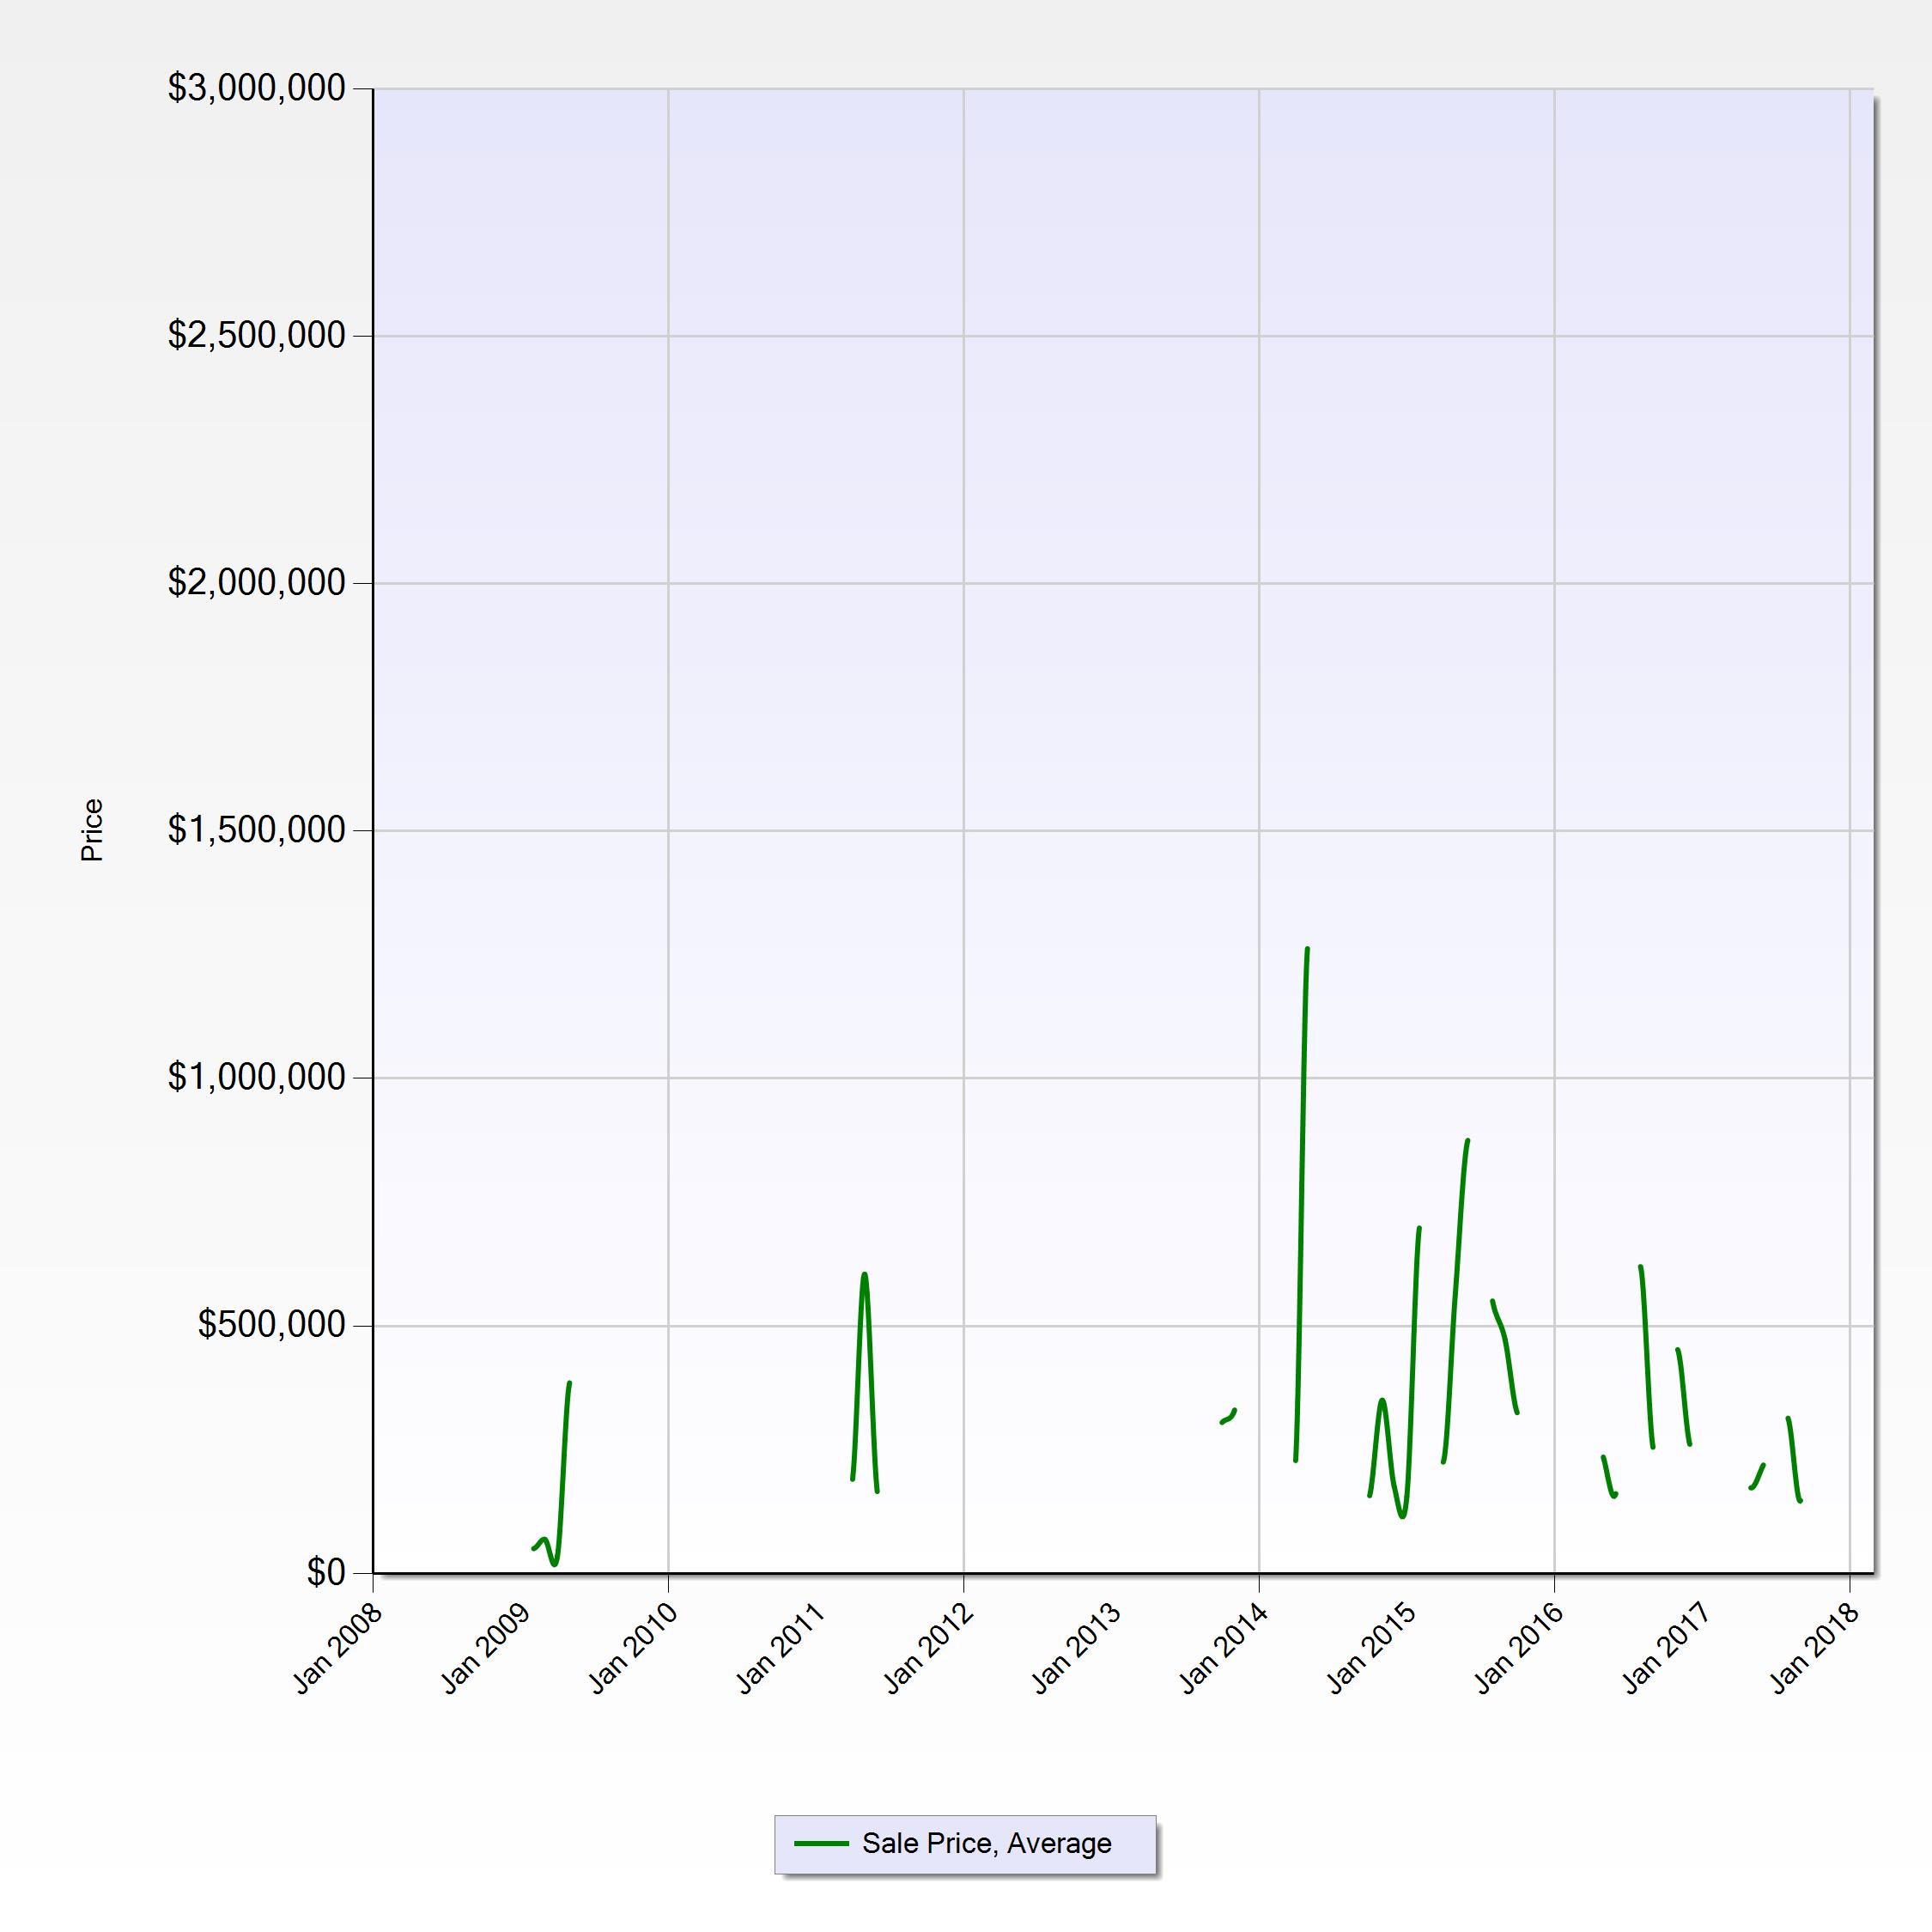 $3,000,000
$2,500,000
$2,000,000
$1,500,000
$1,000,000
$500,000
$0
Price
Jan 2008
Jan 2009
Jan 2010
Jan 2011
Jan 2012
Jan 2013
Jan 2014
Jan 2015
Jan 2016
Jan 2017
Jan 2018
Sale Price, Average